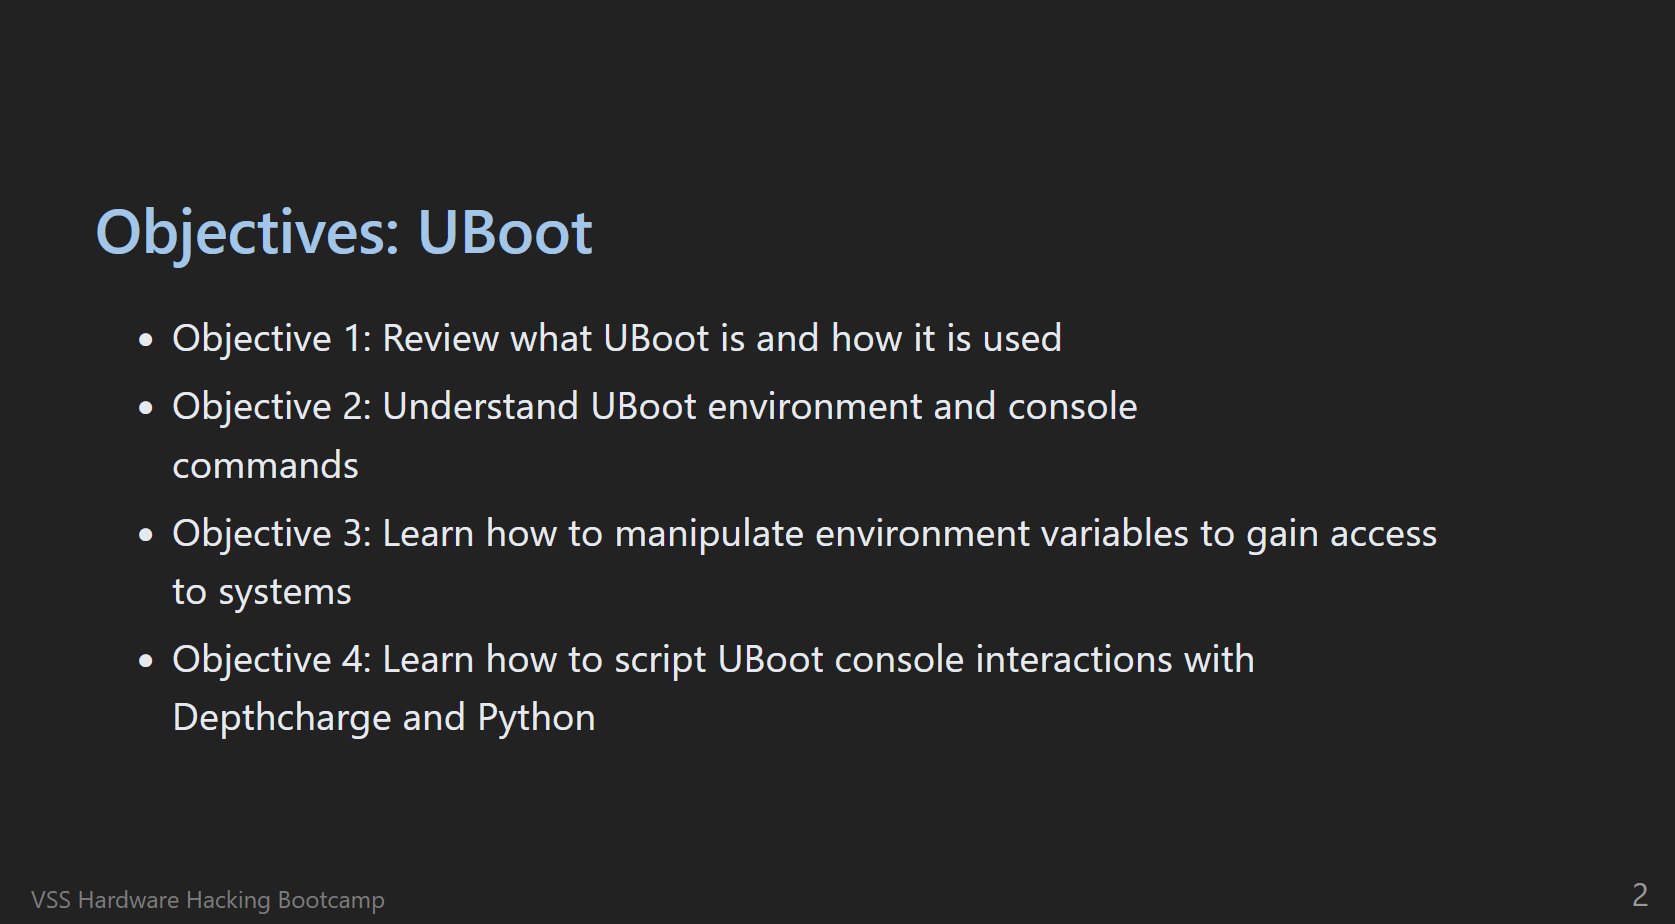 Objectives: UBoot
• Objective 1: Review what UBoot is and how it is used
• Objective 2: Understand UBoot environment and console
commands
• Objective 3: Learn how to manipulate environment variables to gain access
to systems
• Objective 4: Learn how to script UBoot console interactions with
Depthcharge and Python
VSS Hardware Hacking Bootcamp
2